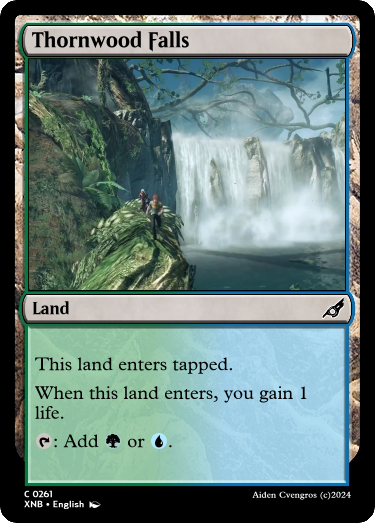 Thornwood Falls
Land
This land enters tapped.
When this land enters, you gain 1
life.
: Add or .
C 0261
XNB • English Aiden Cvengros (c)2024